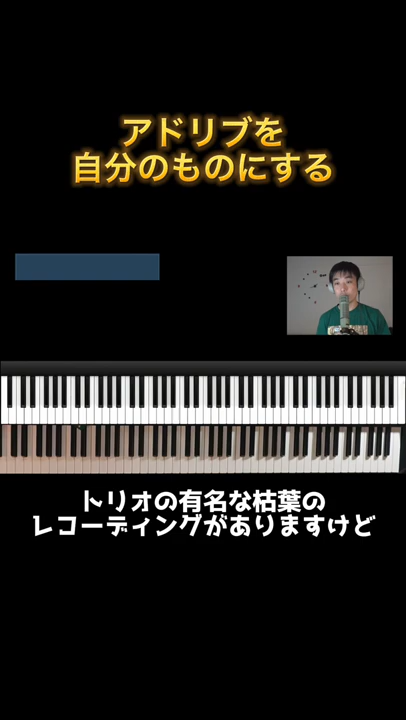 アドリブを
自分のものにする
トリオの有名な枯葉の
レコーディングがありますけど